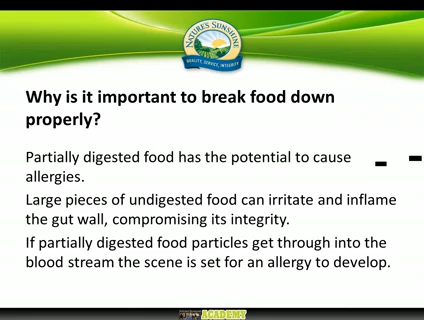 NATURE'S SUNSHINE
QUALITY, SERVICE, INTEGRITY
Why is it important to break food down
properly?
Partially digested food has the potential to cause
allergies.
Large pieces of undigested food can irritate and inflame
the gut wall, compromising its integrity.
If partially digested food particles get through into the
blood stream the scene is set for an allergy to develop.
ACADEMY